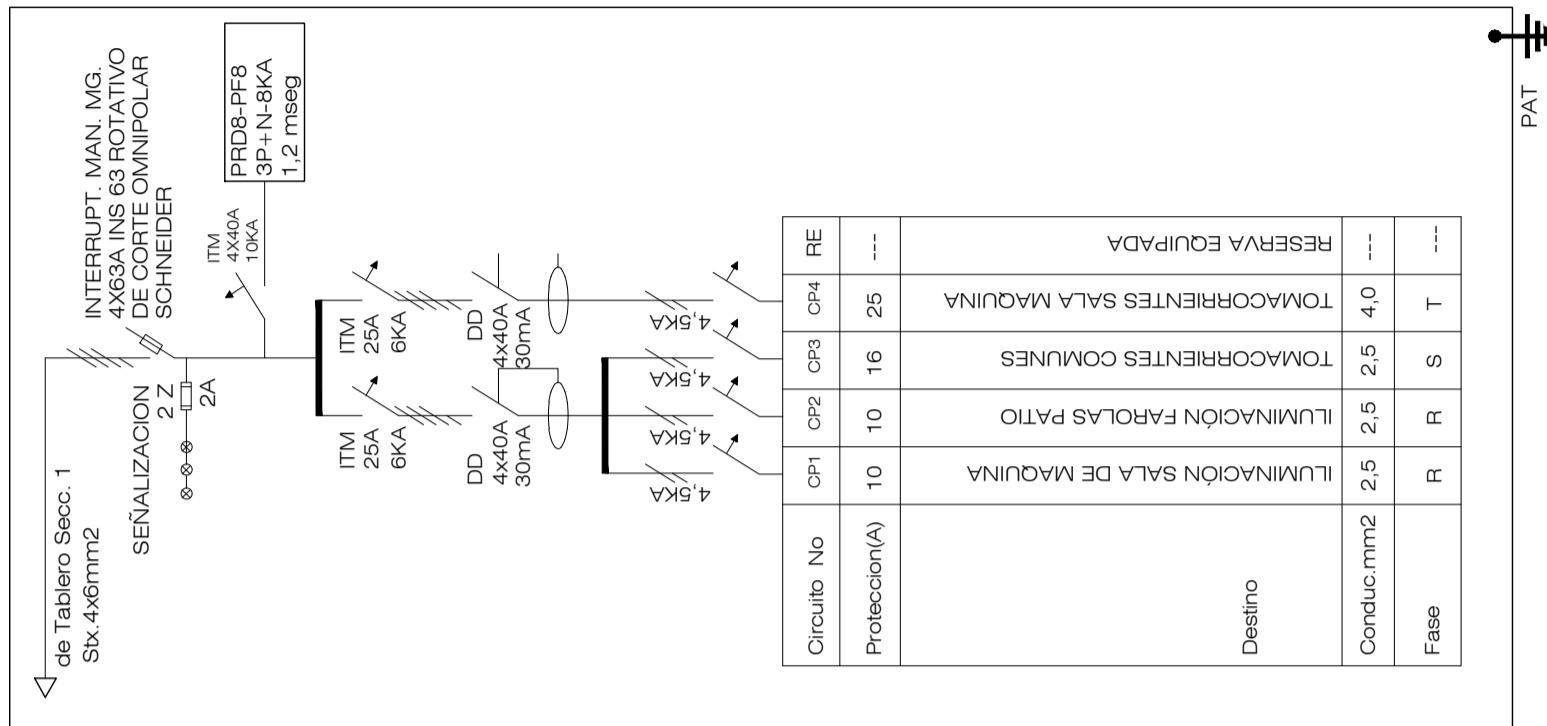 de Tablero Secc. 1
Stx.4x6mm2
SEÑALIZACION
2 Z
2A
INTERRUPT. MAN. MG.
4X63A INS 63 ROTATIVO
DE CORTE OMNIPOLAR
SCHNEIDER
ITM
4X40A
10KA
PRD8-PF8
3P+N-8KA
1,2 mseg
ITM
25A
6KA
ITM
25A
6KA
DD
4x40A
30mA
DD
4x40A
30mA
4,5KA
4,5KA
4,5KA
4,5KA
Circuito No CP1 CP2 CP3 CP4 RE
Proteccion(A) 10 10 16 25 ---
Destino ILUMINACIÓN SALA DE MAQUINA ILUMINACIÓN FAROLAS PATIO TOMACORRIENTES COMUNES TOMACORRIENTES SALA MAQUINA RESERVA EQUIPADA
Conduc.mm2 2,5 2,5 2,5 4,0 ---
Fase R R S T ---
PAT